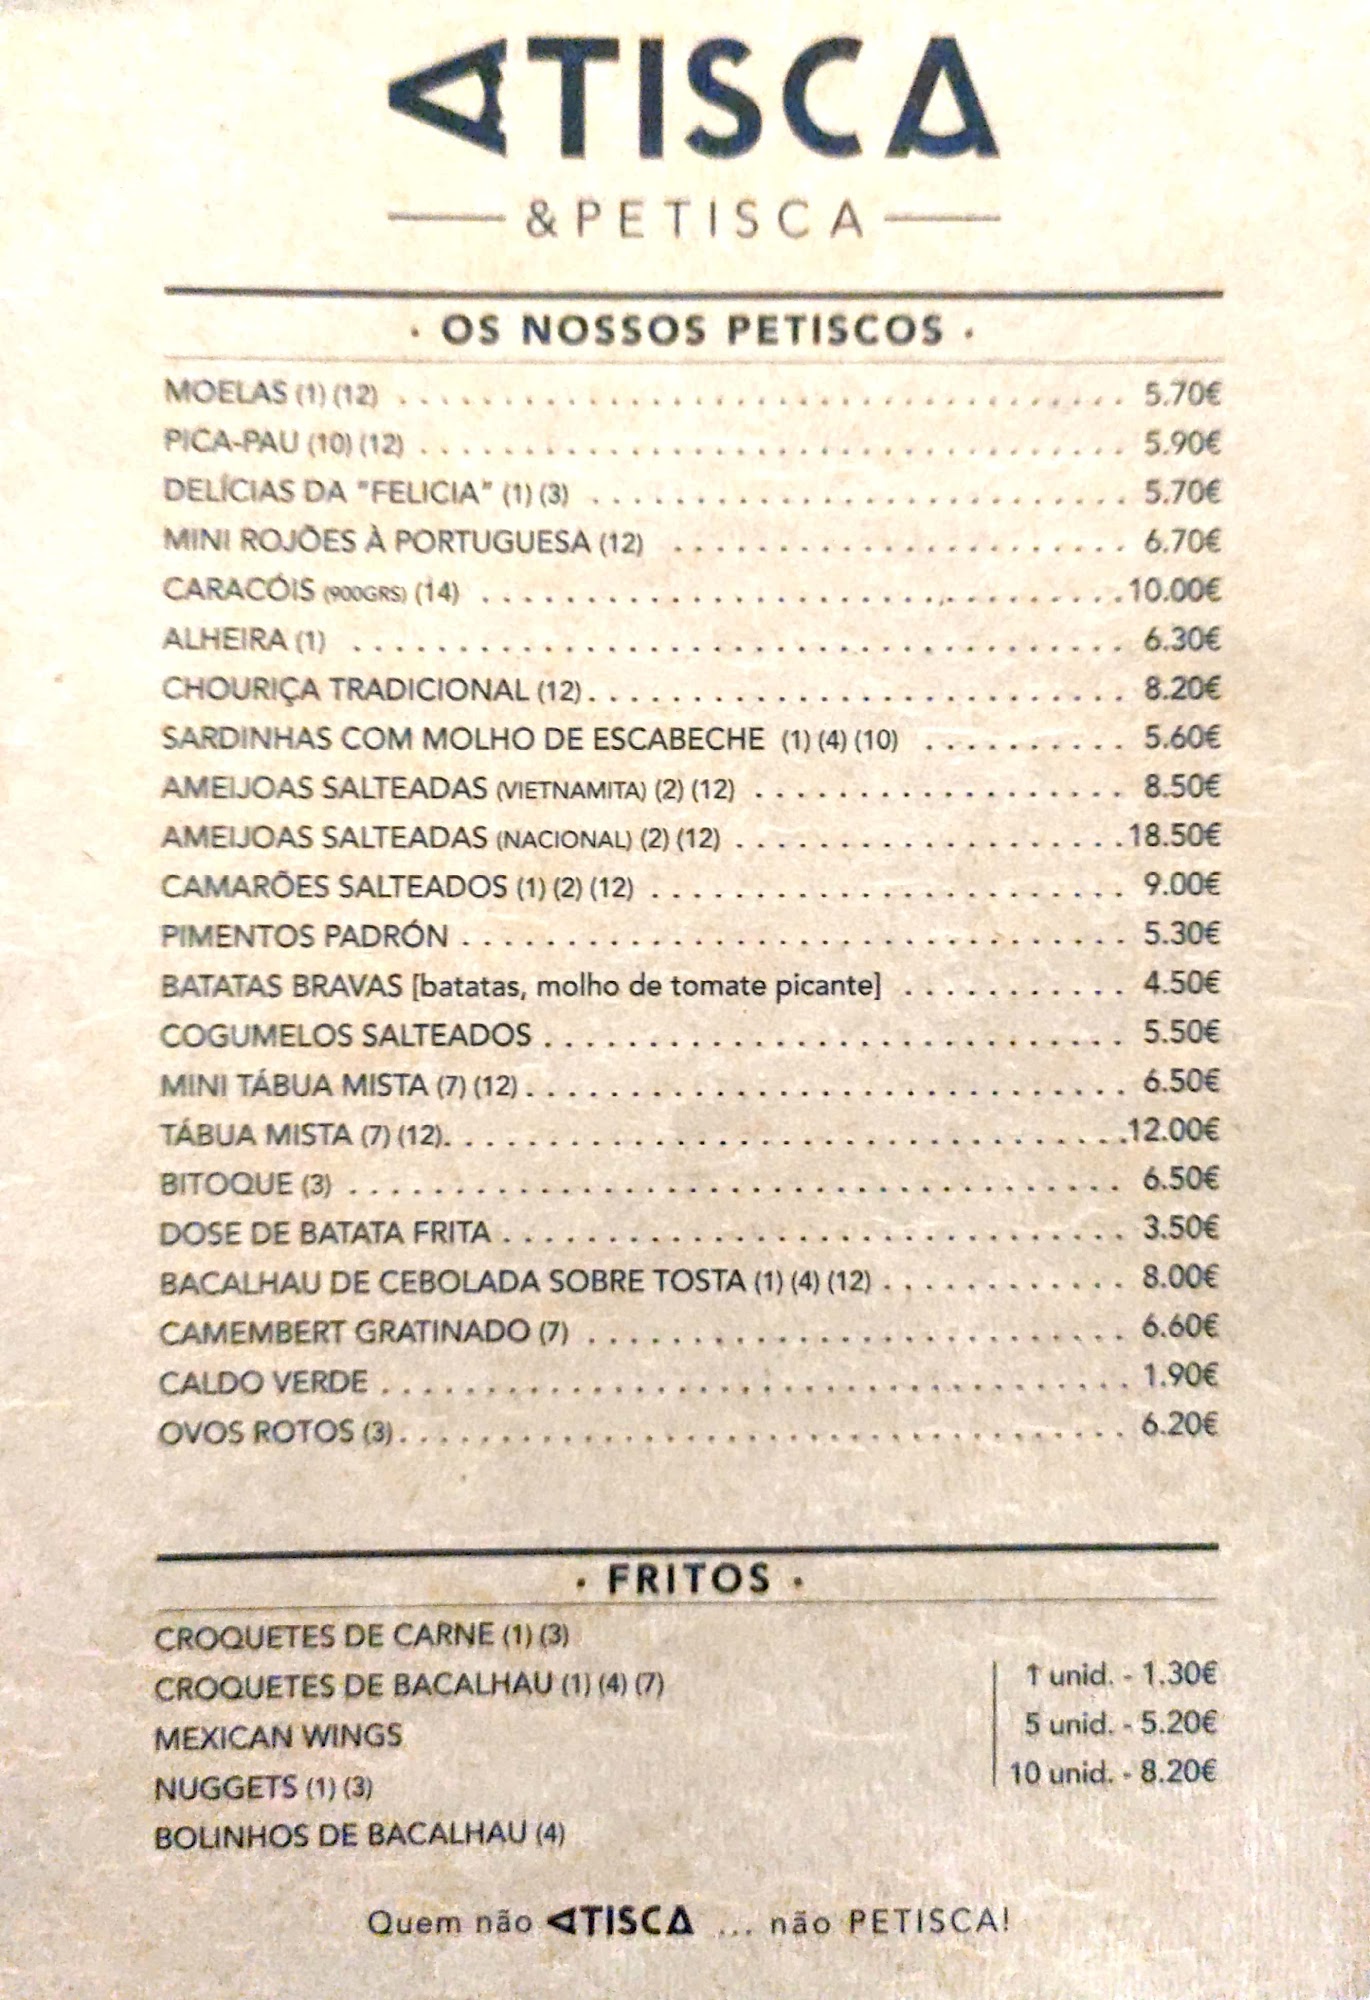 ATISCA
&PETISCA
· OS NOSSOS PETISCOS ·
MOELAS (1) (12) 5.70€
PICA-PAU (10) (12) 5.90€
DELÍCIAS DA "FELICIA" (1) (3) 5.70€
MINI ROJÕES À PORTUGUESA (12) 6.70€
CARACÓIS (900GRS) (14) 10.00€
ALHEIRA (1) 6.30€
CHOURIÇA TRADICIONAL (12) 8.20€
SARDINHAS COM MOLHO DE ESCABECHE (1) (4) (10) 5.60€
AMEIJOAS SALTEADAS (VIETNAMITA) (2) (12) 8.50€
AMEIJOAS SALTEADAS (NACIONAL) (2) (12) 18.50€
CAMARÕES SALTEADOS (1) (2) (12) 9.00€
PIMENTOS PADRÓN 5.30€
BATATAS BRAVAS [batatas, molho de tomate picante] 4.50€
COGUMELOS SALTEADOS 5.50€
MINI TÁBUA MISTA (7) (12) 6.50€
TÁBUA MISTA (7) (12) 12.00€
BITOQUE (3) 6.50€
DOSE DE BATATA FRITA 3.50€
BACALHAU DE CEBOLADA SOBRE TOSTA (1) (4) (12) 8.00€
CAMEMBERT GRATINADO (7) 6.60€
CALDO VERDE 1.90€
OVOS ROTOS (3) 6.20€
· FRITOS ·
CROQUETES DE CARNE (1) (3)
CROQUETES DE BACALHAU (1) (4) (7)
MEXICAN WINGS
NUGGETS (1) (3)
BOLINHOS DE BACALHAU (4)
1 unid. - 1.30€
5 unid. - 5.20€
10 unid. - 8.20€
Quem não ATISCA ... não PETISCA!